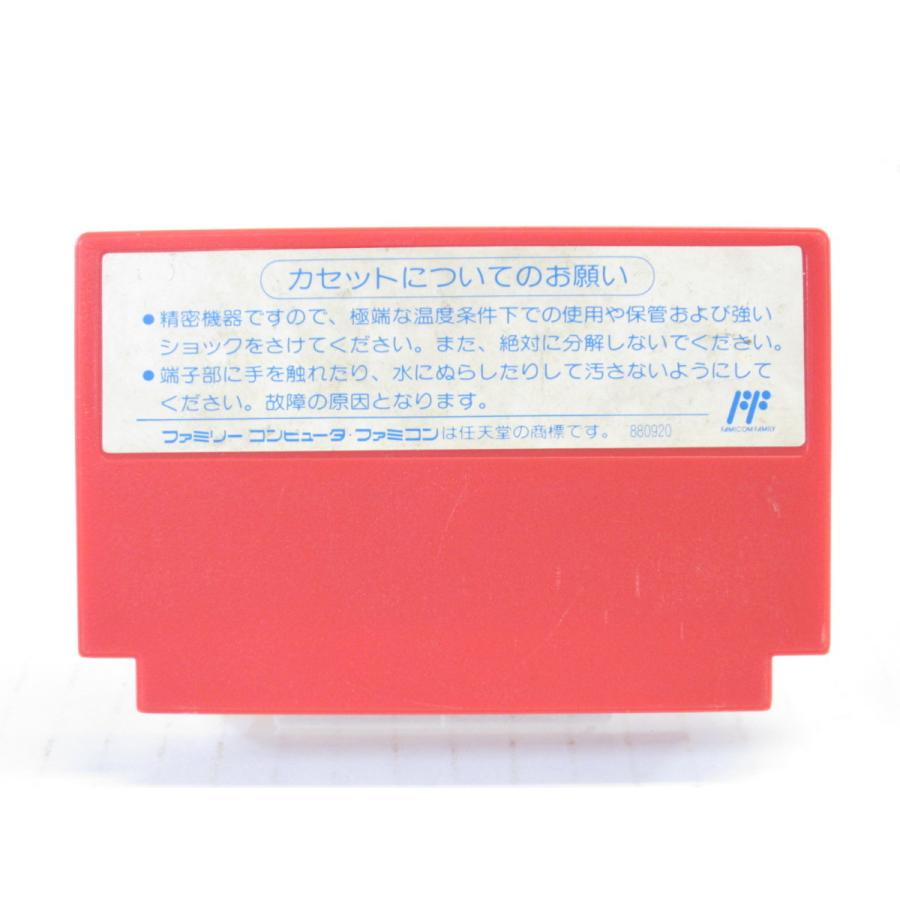 カセットについてのお願い
●精密機器ですので、極端な温度条件下での使用や保管および強い
ショックをさけてください。また、絶対に分解しないでください。
●端子部に手を触れたり、水にぬらしたりして汚さないようにして
ください。故障の原因となります。
ファミリー コンピュータ・ファミコンは任天堂の商標です。 880920
FAMICOM FAMILY